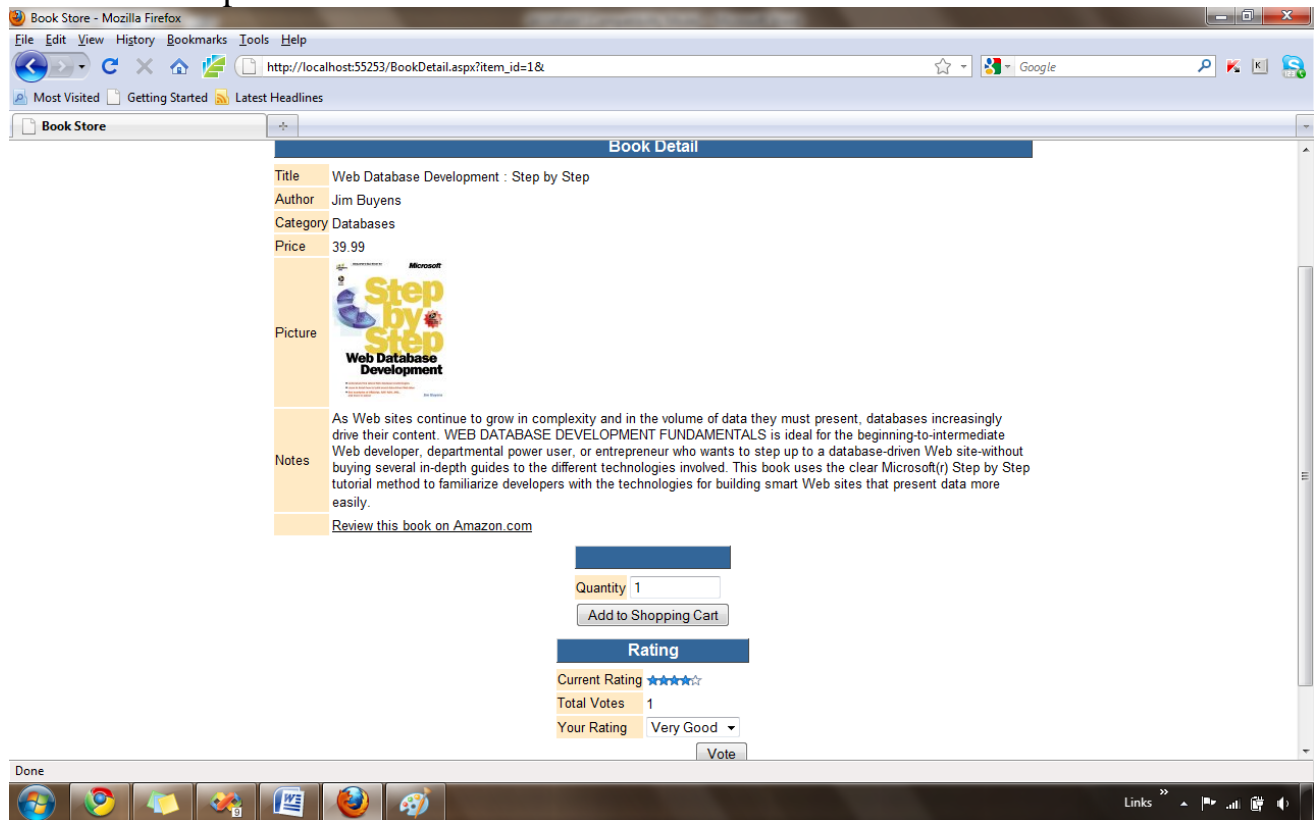 Book Store - Mozilla Firefox
File Edit View History Bookmarks Tools Help
http://localhost:55253/BookDetail.aspx?item_id=1&
Google
K
Most Visited Getting Started Latest Headlines
Book Store
Book Detail
Title Web Database Development : Step by Step
Author Jim Buyens
Category Databases
Price 39.99
Microsoft
Step
by
Step
Web Database
Development
Picture
Notes
As Web sites continue to grow in complexity and in the volume of data they must present, databases increasingly
drive their content. WEB DATABASE DEVELOPMENT FUNDAMENTALS is ideal for the beginning-to-intermediate
Web developer, departmental power user, or entrepreneur who wants to step up to a database-driven Web site-without
buying several in-depth guides to the different technologies involved. This book uses the clear Microsoft(r) Step by Step
tutorial method to familiarize developers with the technologies for building smart Web sites that present data more
easily.
Review this book on Amazon.com
Quantity 1
Add to Shopping Cart
Rating
Current Rating
Total Votes 1
Your Rating Very Good
Vote
Done
Links